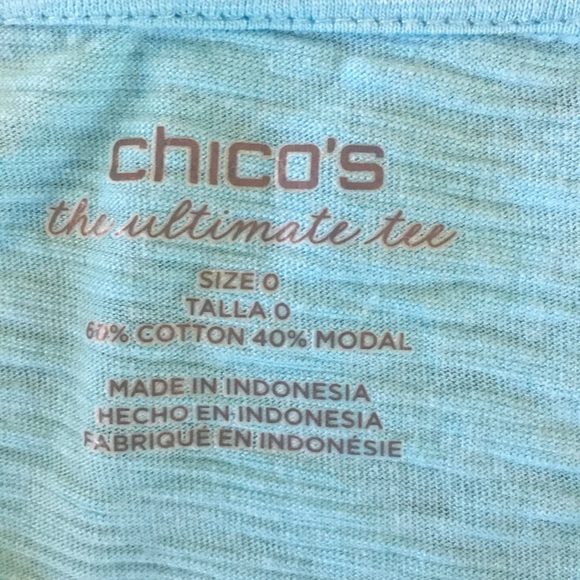 chico's
the ultimate tee
SIZE 0
TALLA 0
60% COTTON 40% MODAL
MADE IN INDONESIA
HECHO EN INDONESIA
FABRIQUÉ EN INDONÉSIE